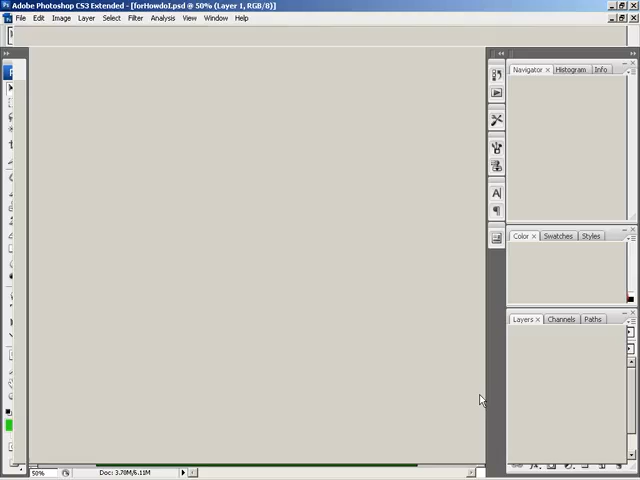 Adobe Photoshop CS3 Extended - [forHowdoI.psd @ 50% (Layer 1, RGB/8)]
File Edit Image Layer Select Filter Analysis View Window Help
Navigator Histogram Info
Color Swatches Styles
Layers Channels Paths
50% Doc: 3.70M/6.11M